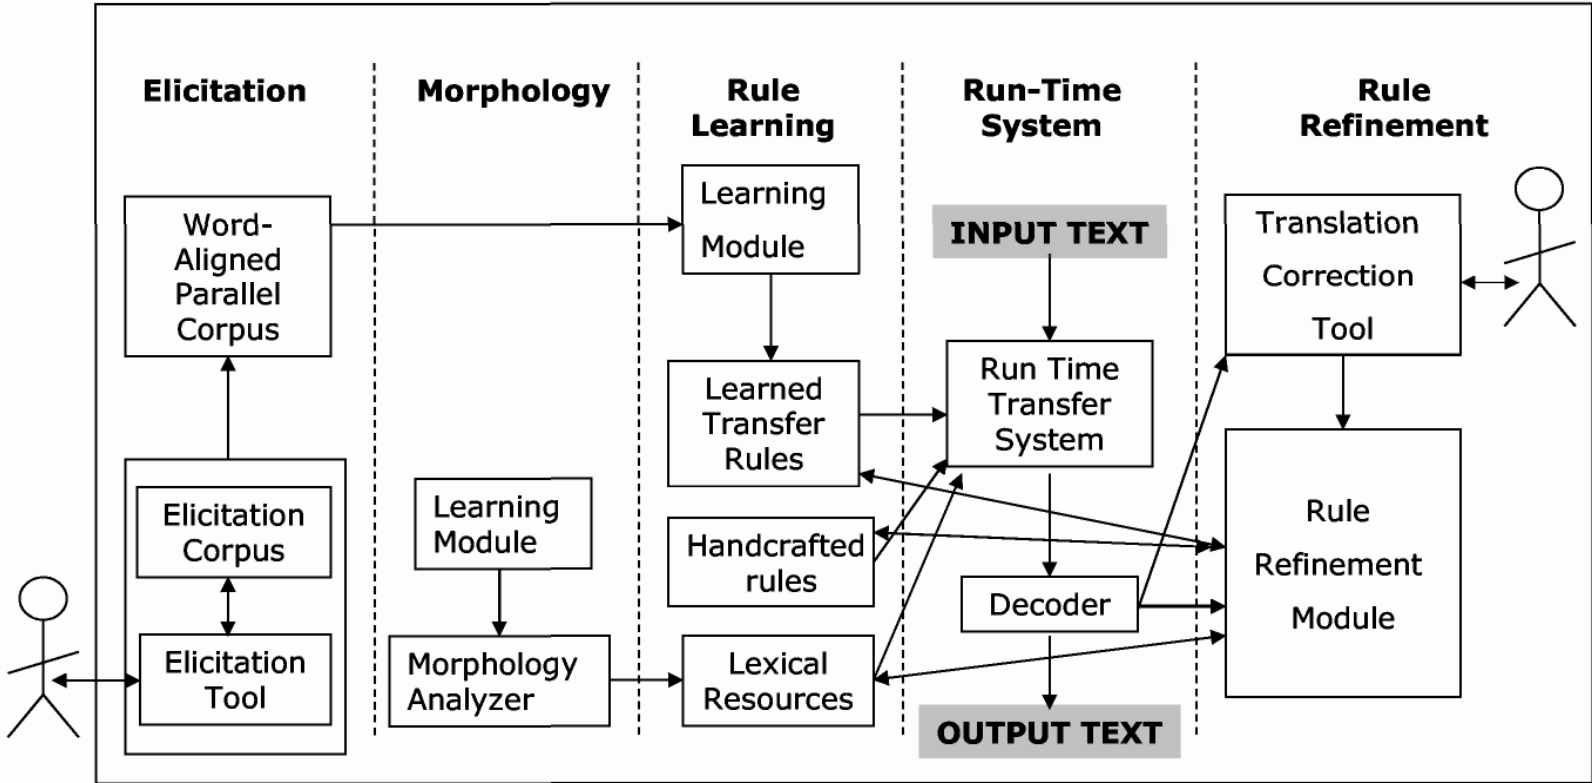 Elicitation
Morphology
Rule
Learning
Run-Time
System
Rule
Refinement
Word-
Aligned
Parallel
Corpus
Elicitation
Corpus
Elicitation
Tool
Learning
Module
Morphology
Analyzer
Learning
Module
Learned
Transfer
Rules
Handcrafted
rules
Lexical
Resources
INPUT TEXT
Run Time
Transfer
System
Decoder
OUTPUT TEXT
Translation
Correction
Tool
Rule
Refinement
Module